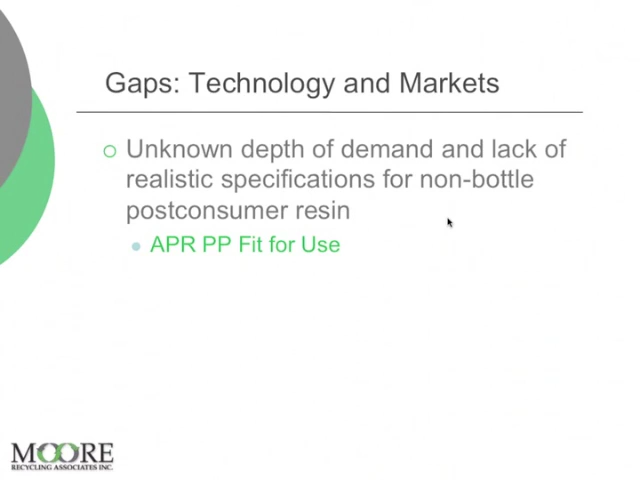 Gaps: Technology and Markets
Unknown depth of demand and lack of
realistic specifications for non-bottle
postconsumer resin
APR PP Fit for Use
MOORE
RECYCLING ASSOCIATES INC.